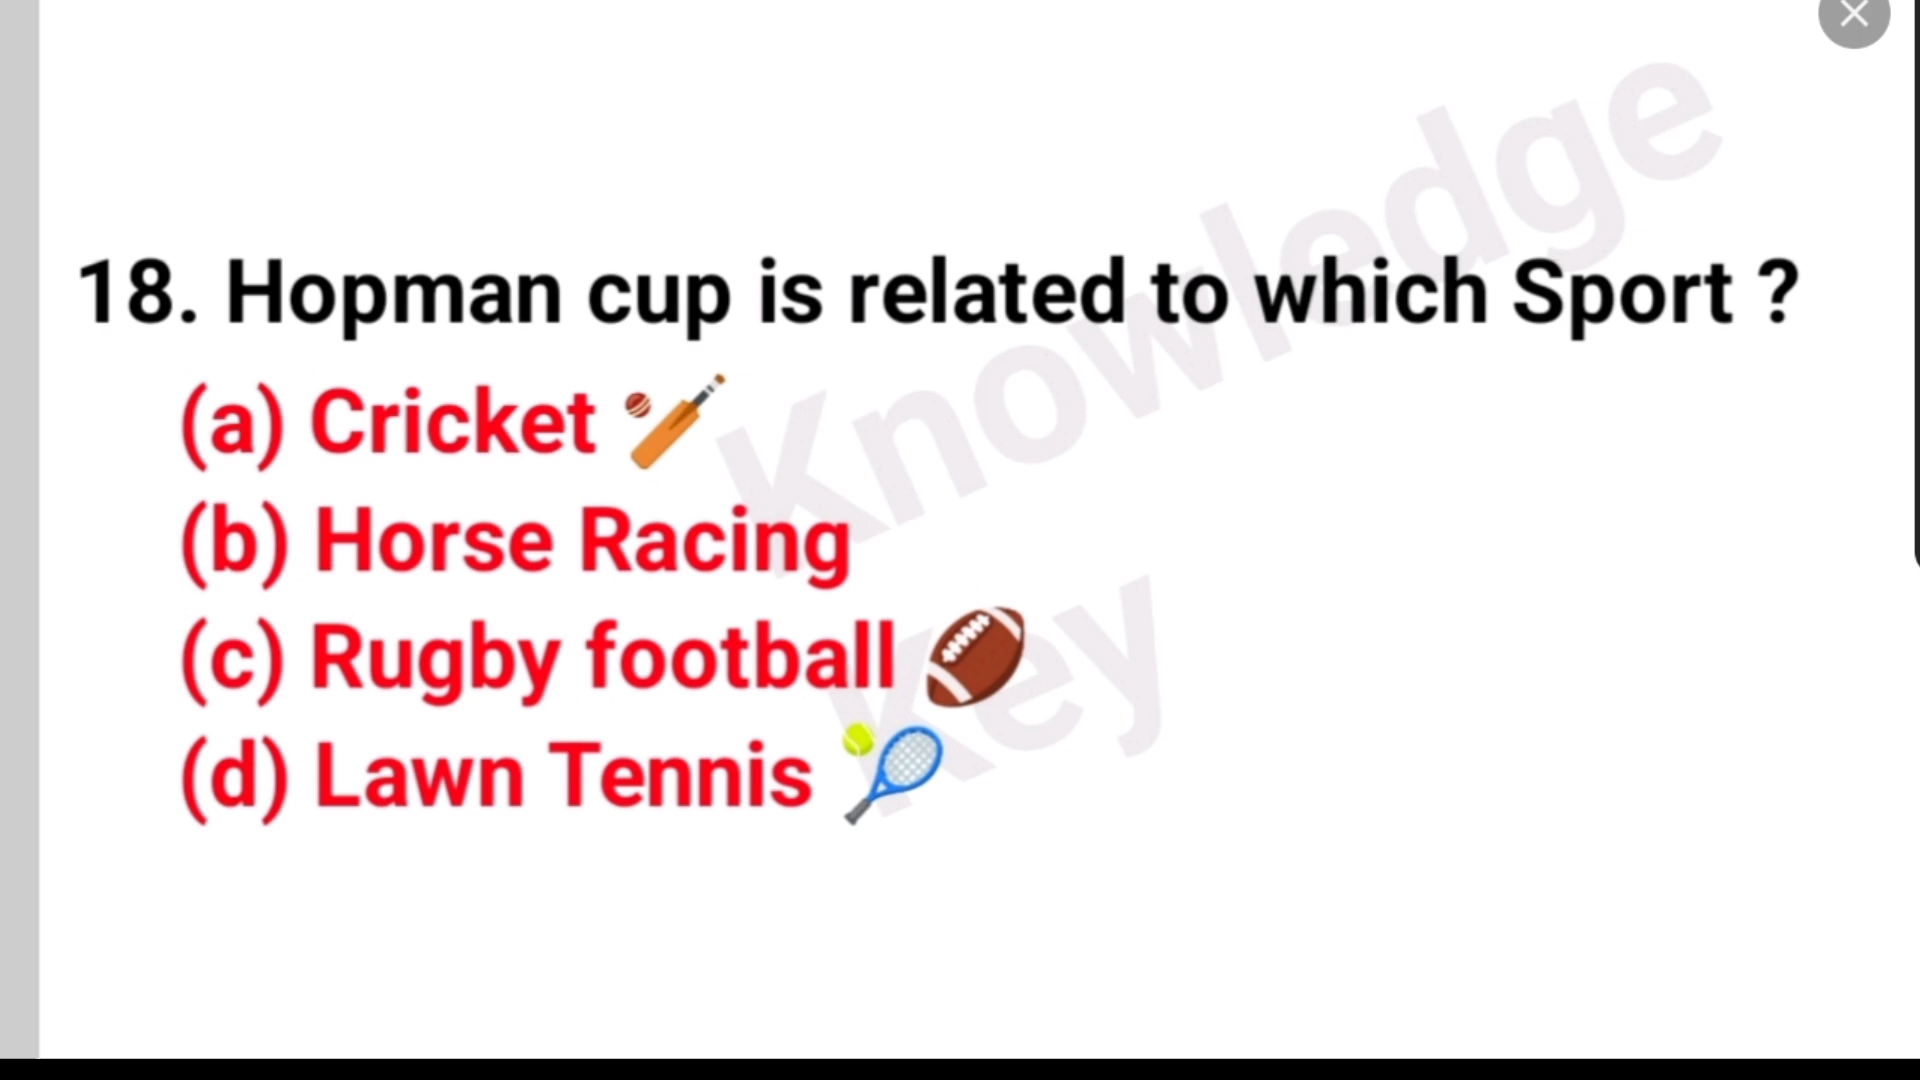 18. Hopman cup is related to which Sport ?
(a) Cricket 🏏
(b) Horse Racing
(c) Rugby football 🏈
(d) Lawn Tennis 🎾
Knowledge
Key